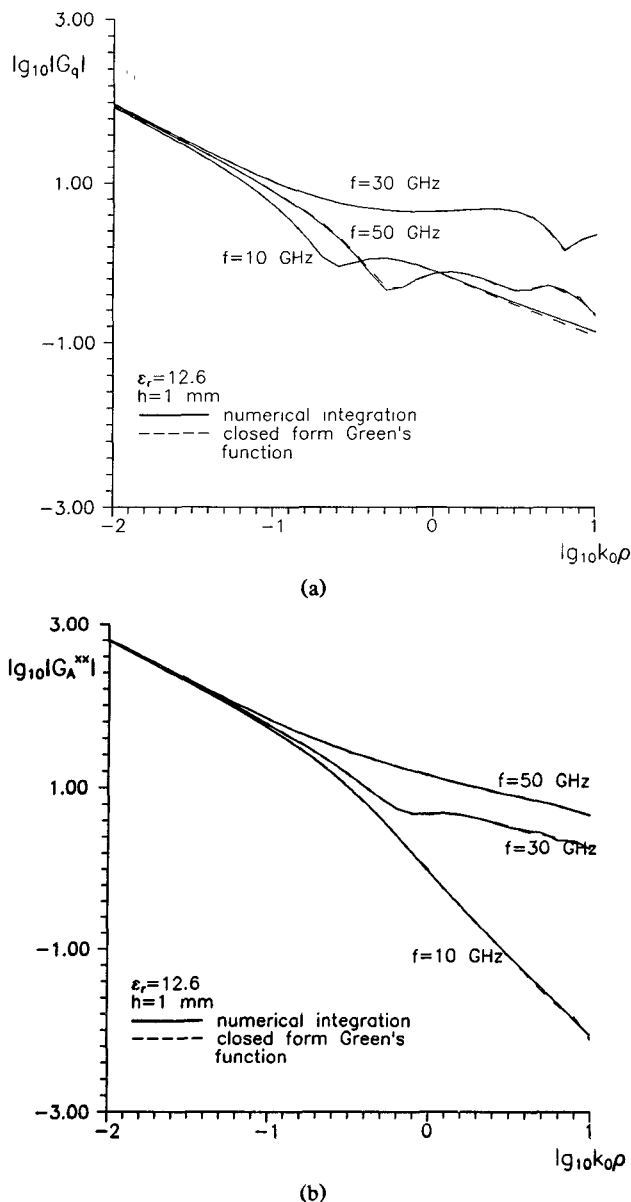 3.00
lg₁₀|G_q|
1.00
f=30 GHz
f=50 GHz
f=10 GHz
-1.00
εᵣ=12.6
h=1 mm
numerical integration
closed form Green's
function
-3.00
-2
-1
0
1
lg₁₀k₀ρ
(a)
3.00
lg₁₀|G_A^xx|
1.00
f=50 GHz
f=30 GHz
f=10 GHz
-1.00
εᵣ=12.6
h=1 mm
numerical integration
closed form Green's
function
-3.00
-2
-1
0
1
lg₁₀k₀ρ
(b)